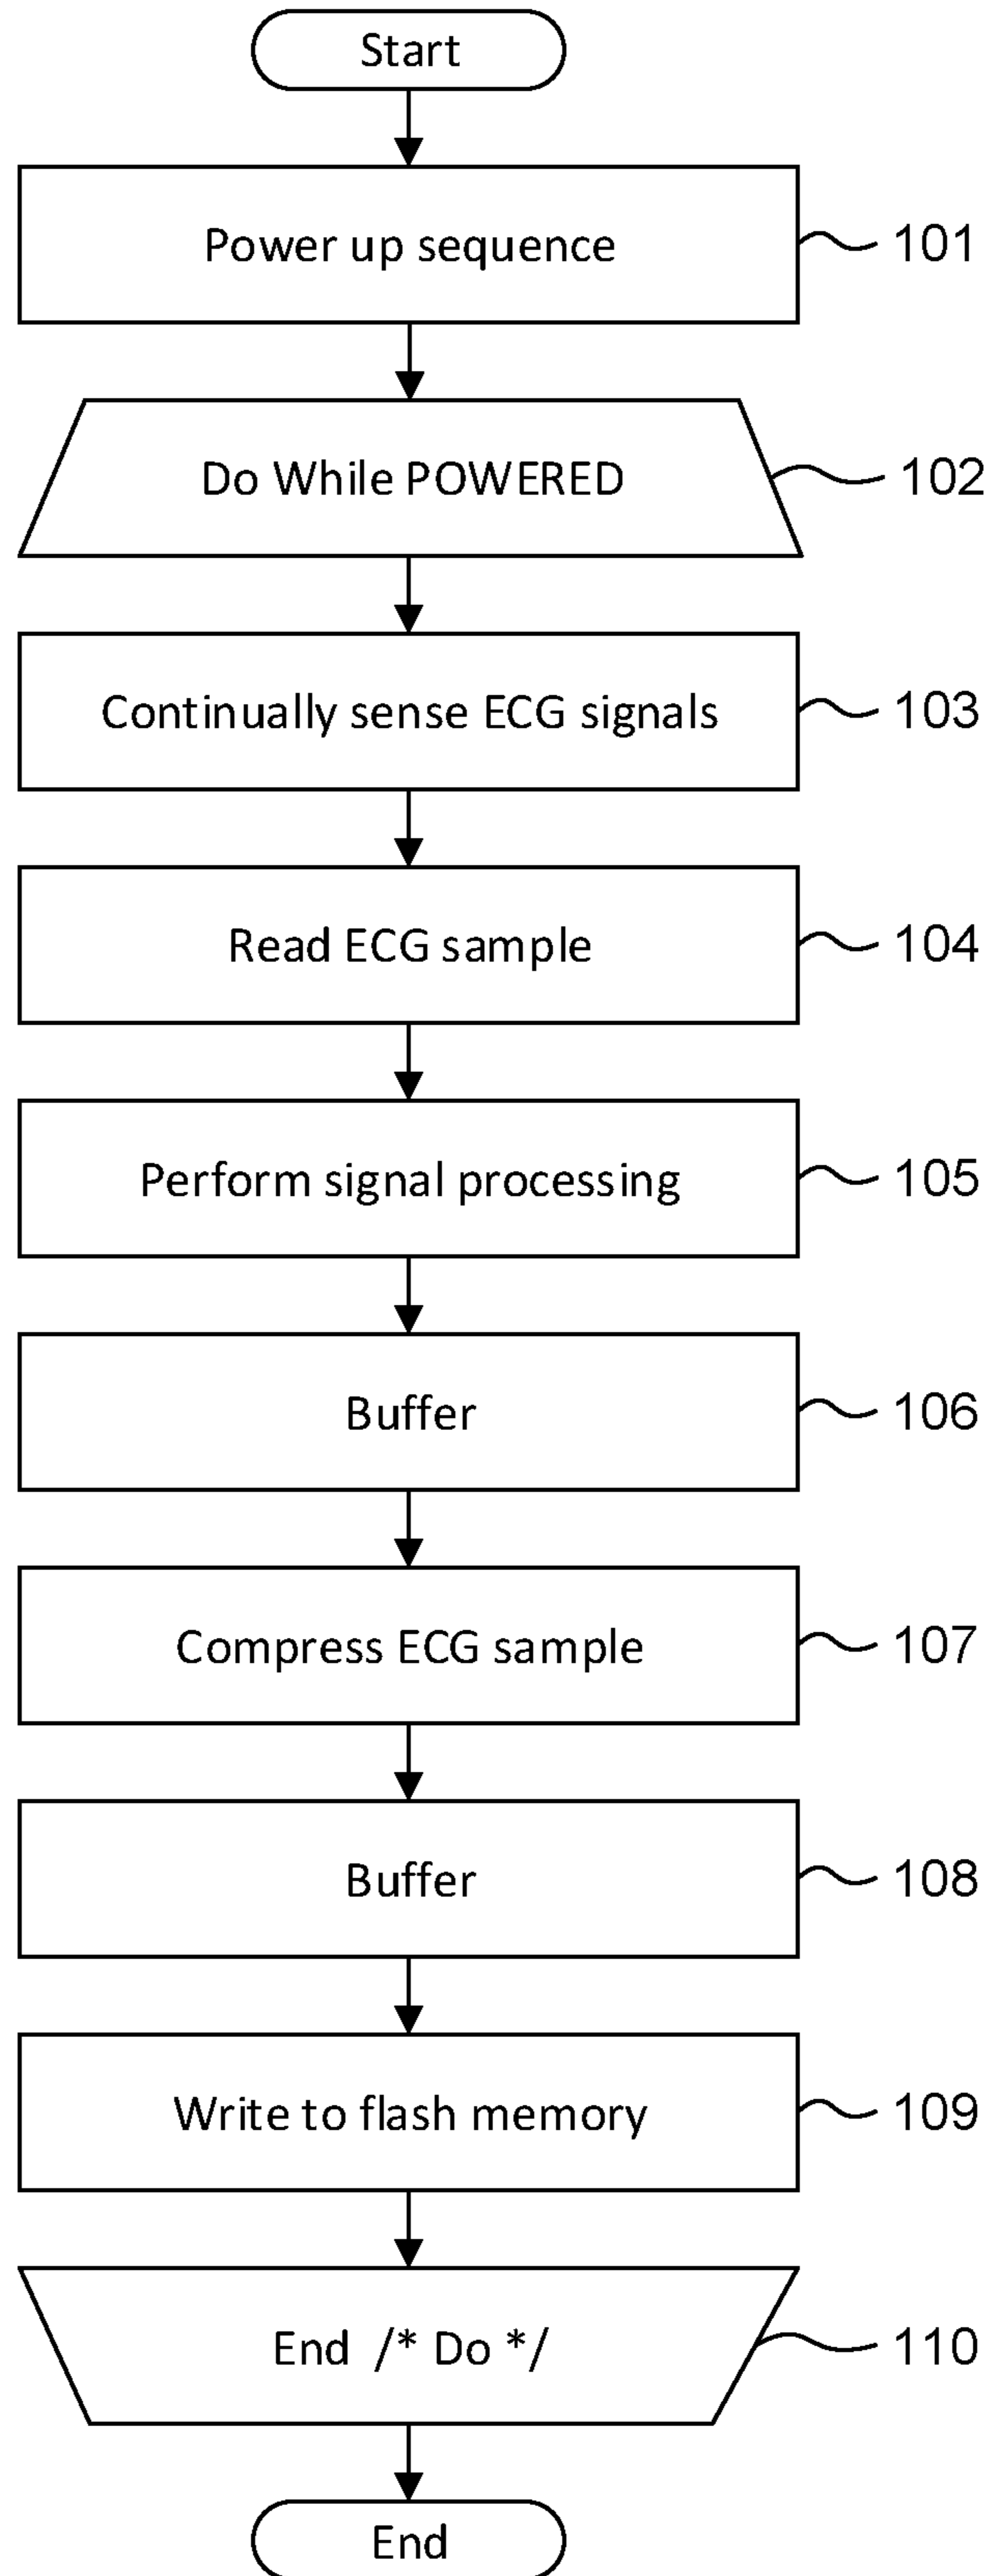 Start
Power up sequence
101
Do While POWERED
102
Continually sense ECG signals
103
Read ECG sample
104
Perform signal processing
105
Buffer
106
Compress ECG sample
107
Buffer
108
Write to flash memory
109
End /* Do */
110
End